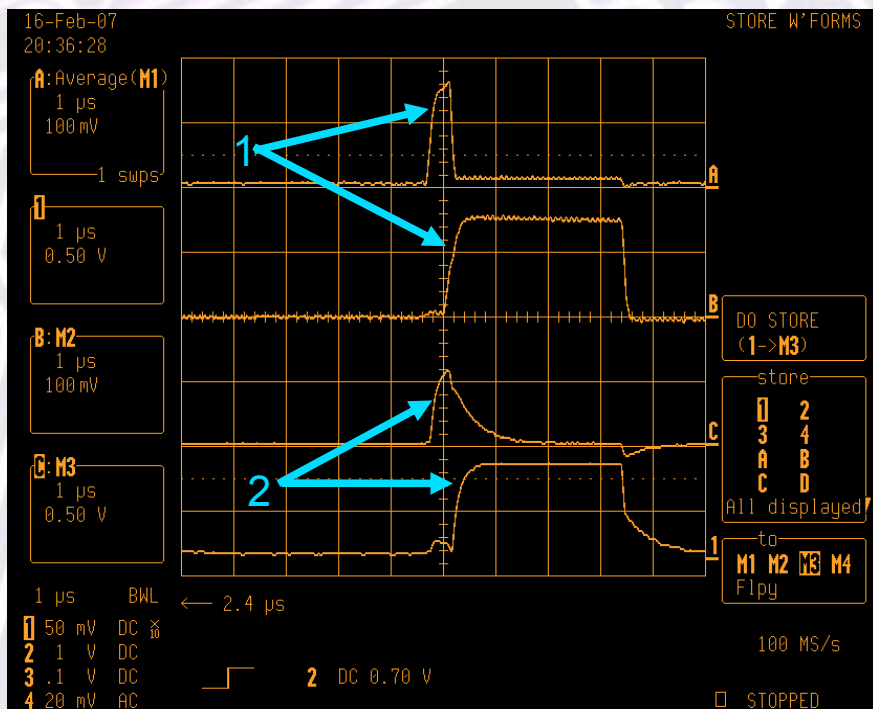 16-Feb-07
20:36:28
STORE W'FORMS
A:Average(M1)
1 µs
100 mV
1 swps
1
1 µs
0.50 V
B:M2
1 µs
100 mV
C:M3
1 µs
0.50 V
1
2
A
B
C
1
DO STORE
(1->M3)
store
1 2
3 4
A B
C D
All displayed
to
M1 M2 M3 M4
Flpy
1 µs BWL
← 2.4 µs
1 50 mV DC X10
2 1 V DC
3 .1 V DC
4 20 mV AC
2 DC 0.70 V
100 MS/s
STOPPED